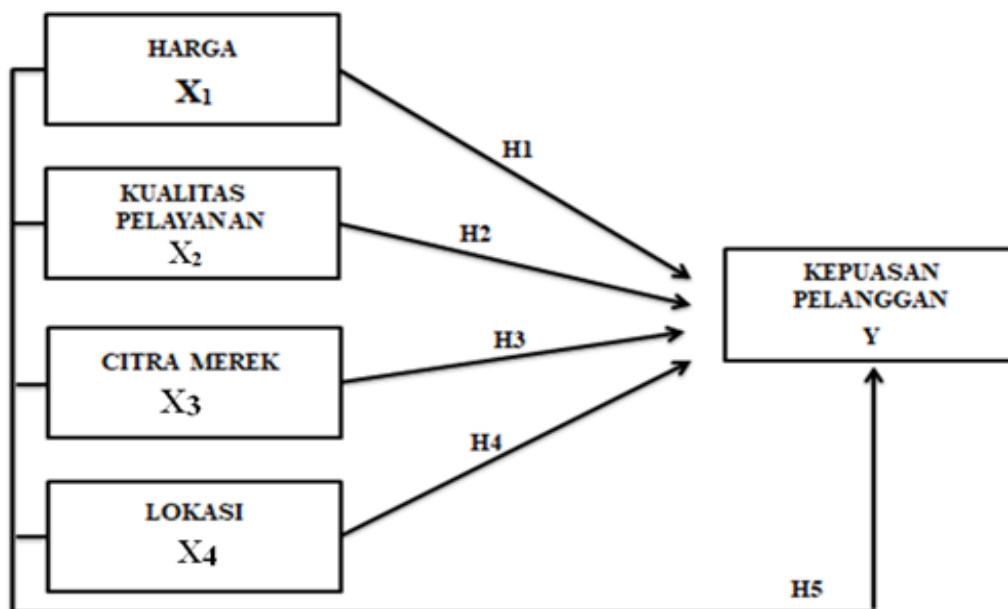 HARGA
X1
H1
KUALITAS
PELAYANAN
X2
H2
KEPUASAN
PELANGGAN
Y
CITRA MEREK
X3
H3
LOKASI
X4
H4
H5